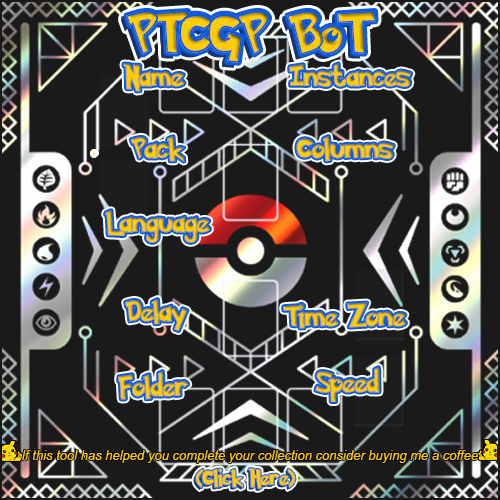 PTCGP BoT
Name Instances
Pack Columns
Language
Delay Time Zone
Folder Speed
If this tool has helped you complete your collection consider buying me a coffee!
(Click Here)